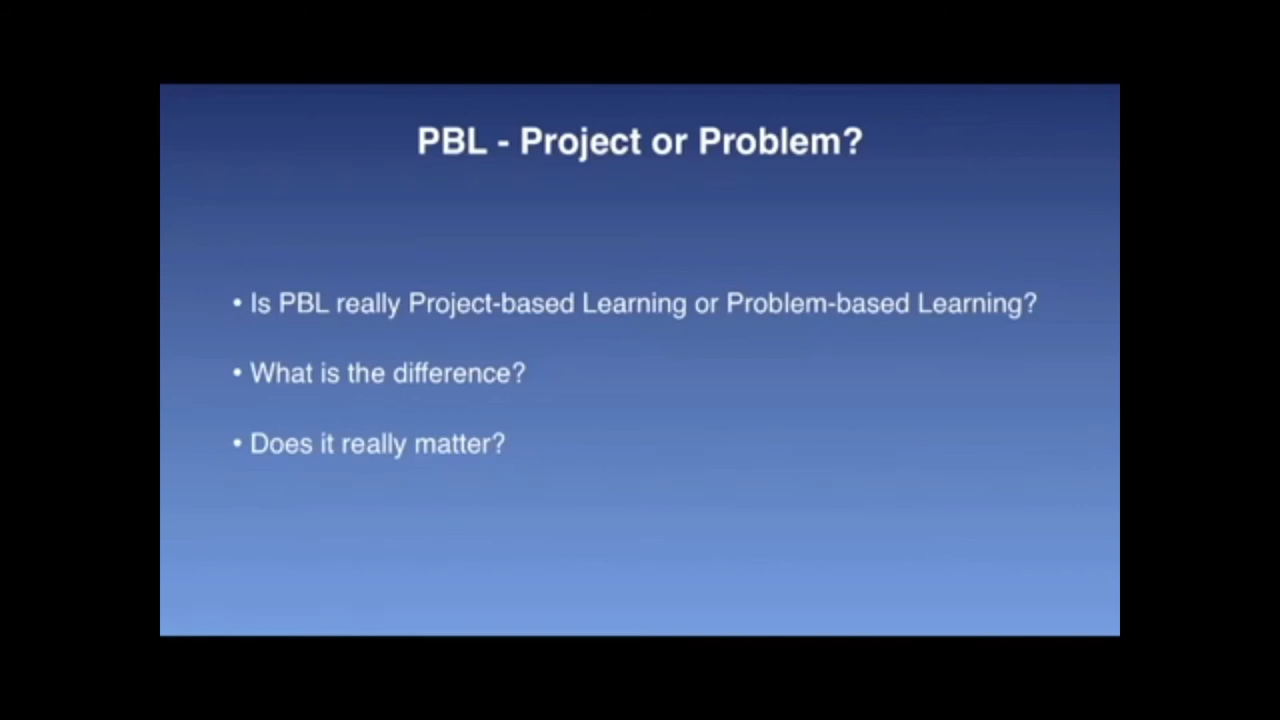 PBL - Project or Problem?
• Is PBL really Project-based Learning or Problem-based Learning?
• What is the difference?
• Does it really matter?